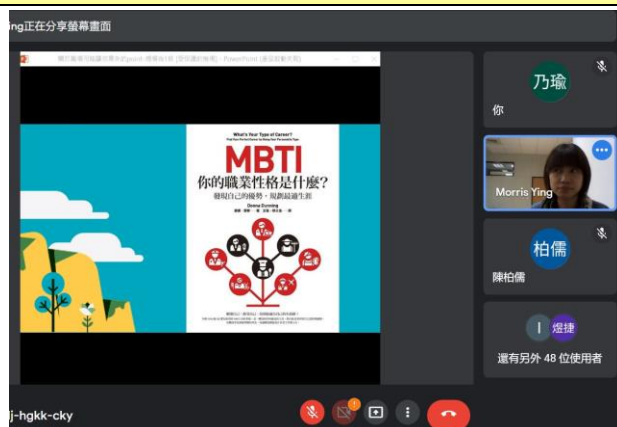 ing正在分享螢幕畫面
What's Your Type of Career?
MBTI
你的職業性格是什麼?
發現自己的優勢,規劃最適生涯
Donna Dunning
乃瑜
你
Morris Ying
柏儒
陳柏儒
I 煜捷
還有另外 48 位使用者
j-hgkk-cky